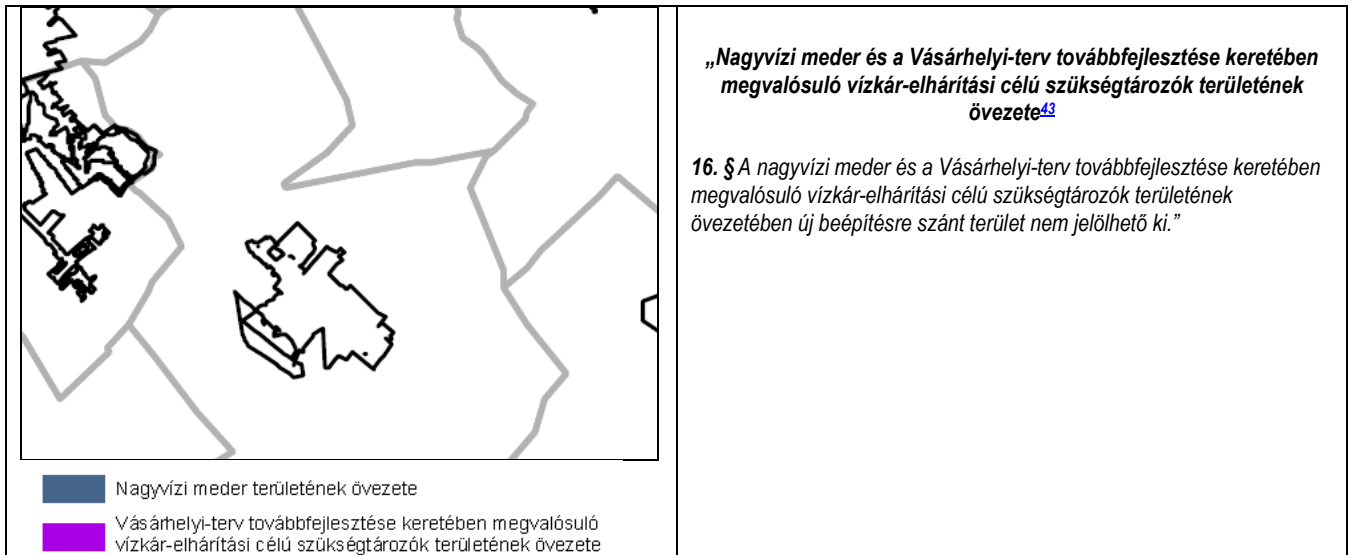 „Nagyvízi meder és a Vásárhelyi-terv továbbfejlesztése keretében
megvalósuló vízkár-elhárítási célú szükségtározók területének
övezete43
16. § A nagyvízi meder és a Vásárhelyi-terv továbbfejlesztése keretében
megvalósuló vízkár-elhárítási célú szükségtározók területének
övezetében új beépítésre szánt terület nem jelölhető ki.”
Nagyvízi meder területének övezete
Vásárhelyi-terv továbbfejlesztése keretében megvalósuló
vízkár-elhárítási célú szükségtározók területének övezete